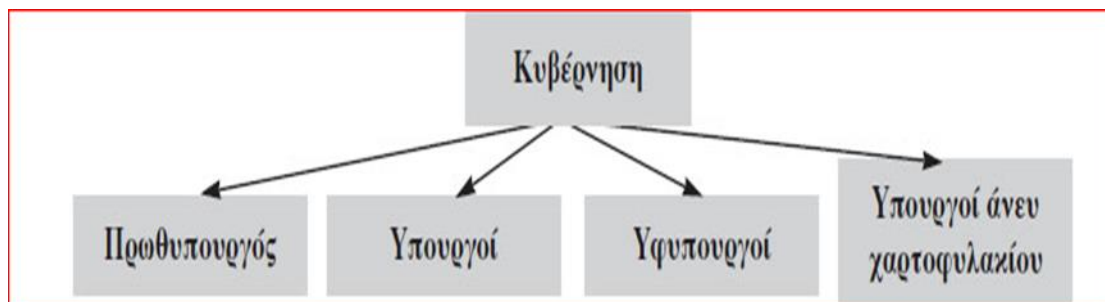 Κυβέρνηση
Πρωθυπουργός
Υπουργοί
Υφυπουργοί
Υπουργοί άνευ
χαρτοφυλακίου